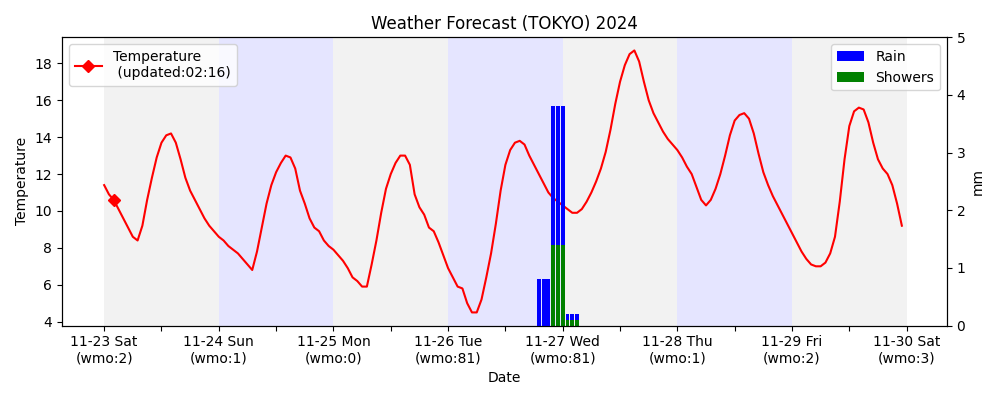 Weather Forecast (TOKYO) 2024
Temperature
(updated:02:16)
Rain
Showers
18
16
14
12
10
8
6
4
Temperature
5
4
3
2
1
0
mm
11-23 Sat 11-24 Sun 11-25 Mon 11-26 Tue 11-27 Wed 11-28 Thu 11-29 Fri 11-30 Sat
(wmo:2) (wmo:1) (wmo:0) (wmo:81) (wmo:81) (wmo:1) (wmo:2) (wmo:3)
Date